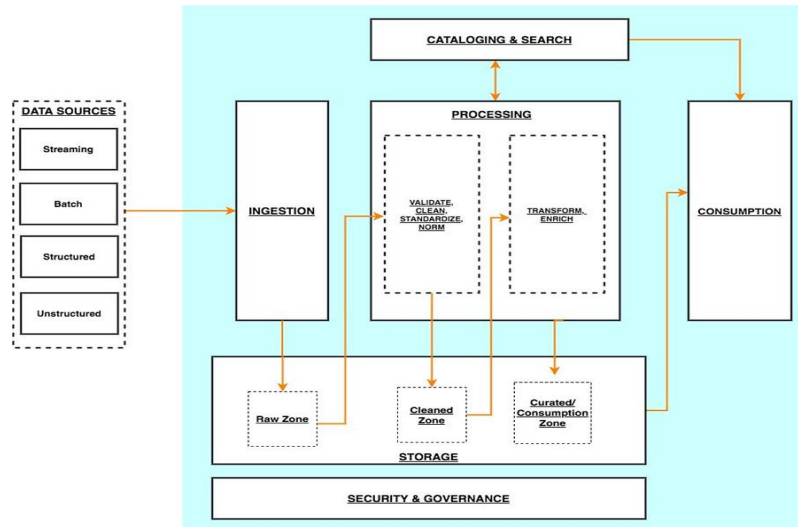 CATALOGING & SEARCH
DATA SOURCES
Streaming
Batch
Structured
Unstructured
INGESTION
PROCESSING
VALIDATE,
CLEAN,
STANDARDIZE,
NORM
TRANSFORM,
ENRICH
CONSUMPTION
Raw Zone
Cleaned
Zone
Curated/
Consumption
Zone
STORAGE
SECURITY & GOVERNANCE